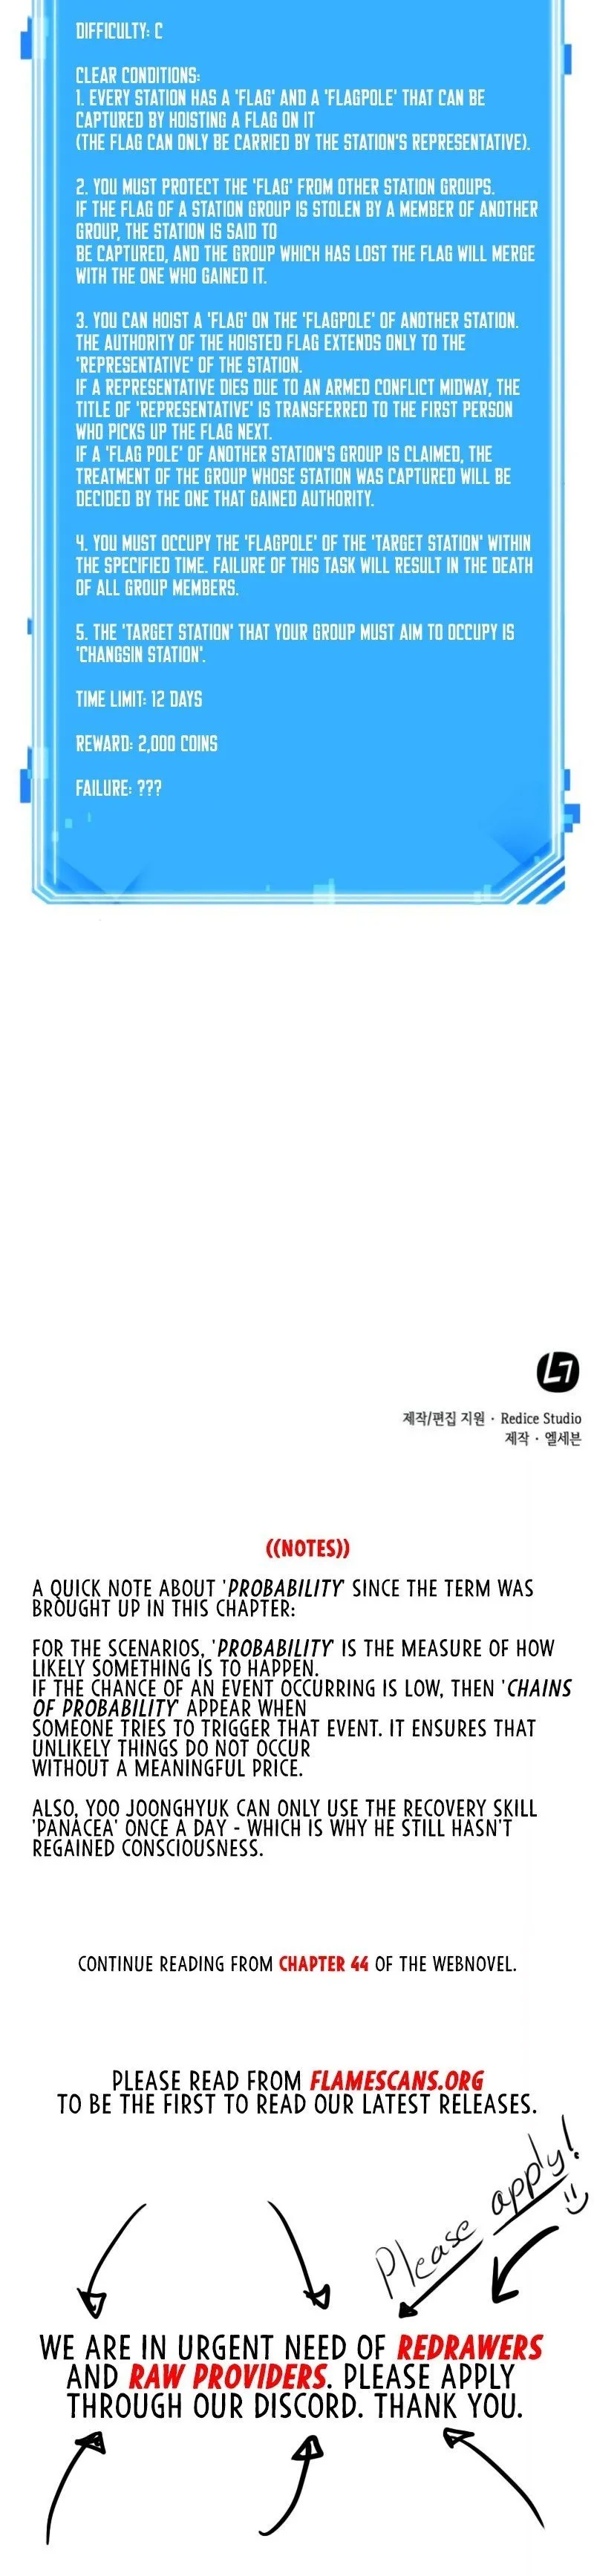 DIFFICULTY: C
CLEAR CONDITIONS:
1. EVERY STATION HAS A 'FLAG' AND A 'FLAGPOLE' THAT CAN BE
CAPTURED BY HOISTING A FLAG ON IT
(THE FLAG CAN ONLY BE CARRIED BY THE STATION'S REPRESENTATIVE).
2. YOU MUST PROTECT THE 'FLAG' FROM OTHER STATION GROUPS.
IF THE FLAG OF A STATION GROUP IS STOLEN BY A MEMBER OF ANOTHER
GROUP, THE STATION IS SAID TO
BE CAPTURED, AND THE GROUP WHICH HAS LOST THE FLAG WILL MERGE
WITH THE ONE WHO GAINED IT.
3. YOU CAN HOIST A 'FLAG' ON THE 'FLAGPOLE' OF ANOTHER STATION.
THE AUTHORITY OF THE HOISTED FLAG EXTENDS ONLY TO THE
'REPRESENTATIVE' OF THE STATION.
IF A REPRESENTATIVE DIES DUE TO AN ARMED CONFLICT MIDWAY, THE
TITLE OF 'REPRESENTATIVE' IS TRANSFERRED TO THE FIRST PERSON
WHO PICKS UP THE FLAG NEXT.
IF A 'FLAG POLE' OF ANOTHER STATION'S GROUP IS CLAIMED, THE
TREATMENT OF THE GROUP WHOSE STATION WAS CAPTURED WILL BE
DECIDED BY THE ONE THAT GAINED AUTHORITY.
4. YOU MUST OCCUPY THE 'FLAGPOLE' OF THE 'TARGET STATION' WITHIN
THE SPECIFIED TIME. FAILURE OF THIS TASK WILL RESULT IN THE DEATH
OF ALL GROUP MEMBERS.
5. THE 'TARGET STATION' THAT YOUR GROUP MUST AIM TO OCCUPY IS
'CHANGSIN STATION'.
TIME LIMIT: 12 DAYS
REWARD: 2,000 COINS
FAILURE: ???
L7
제작/편집 지원 · Redice Studio
제작 · 엘세븐
((NOTES))
A QUICK NOTE ABOUT 'PROBABILITY' SINCE THE TERM WAS
BROUGHT UP IN THIS CHAPTER:
FOR THE SCENARIOS, 'PROBABILITY' IS THE MEASURE OF HOW
LIKELY SOMETHING IS TO HAPPEN.
IF THE CHANCE OF AN EVENT OCCURRING IS LOW, THEN 'CHAINS
OF PROBABILITY' APPEAR WHEN
SOMEONE TRIES TO TRIGGER THAT EVENT. IT ENSURES THAT
UNLIKELY THINGS DO NOT OCCUR
WITHOUT A MEANINGFUL PRICE.
ALSO, YOO JOONGHYUK CAN ONLY USE THE RECOVERY SKILL
'PANACEA' ONCE A DAY - WHICH IS WHY HE STILL HASN'T
REGAINED CONSCIOUSNESS.
CONTINUE READING FROM CHAPTER 44 OF THE WEBNOVEL.
PLEASE READ FROM FLAMESCANS.ORG
TO BE THE FIRST TO READ OUR LATEST RELEASES.
Please apply!
WE ARE IN URGENT NEED OF REDRAWERS
AND RAW PROVIDERS. PLEASE APPLY
THROUGH OUR DISCORD. THANK YOU.